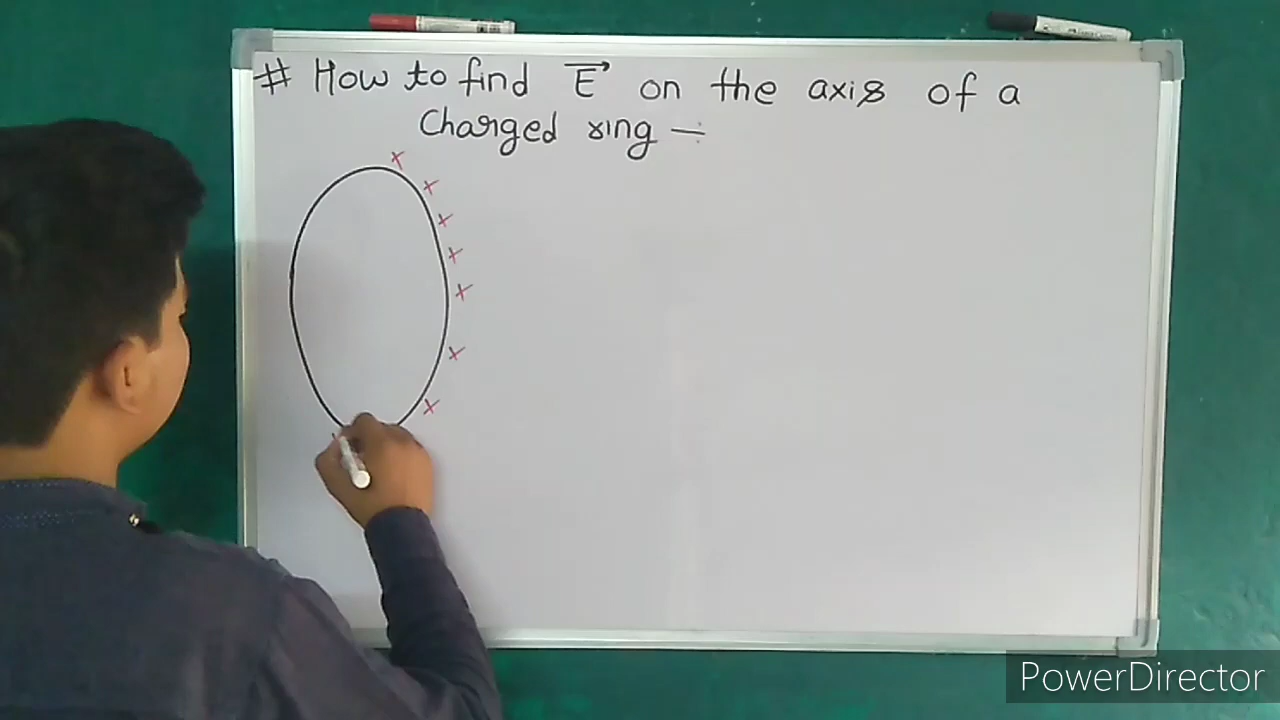 # How to find E→ on the axis of a
Charged ring —
+
+
+
+
+
+
+
PowerDirector